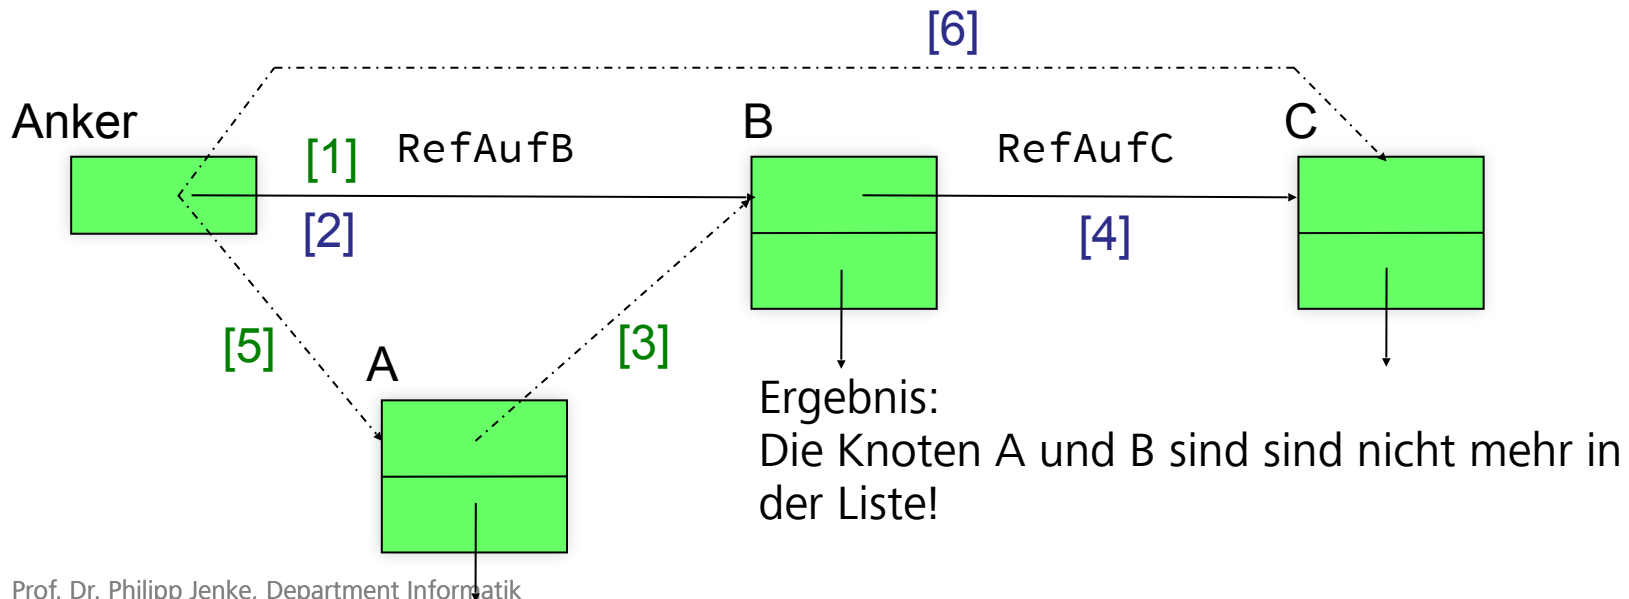 [6]
Anker
B
C
[1]
RefAufB
RefAufC
[2]
[4]
[5]
[3]
A
Ergebnis:
Die Knoten A und B sind sind nicht mehr in
der Liste!
Prof. Dr. Philipp Jenke, Department Informatik